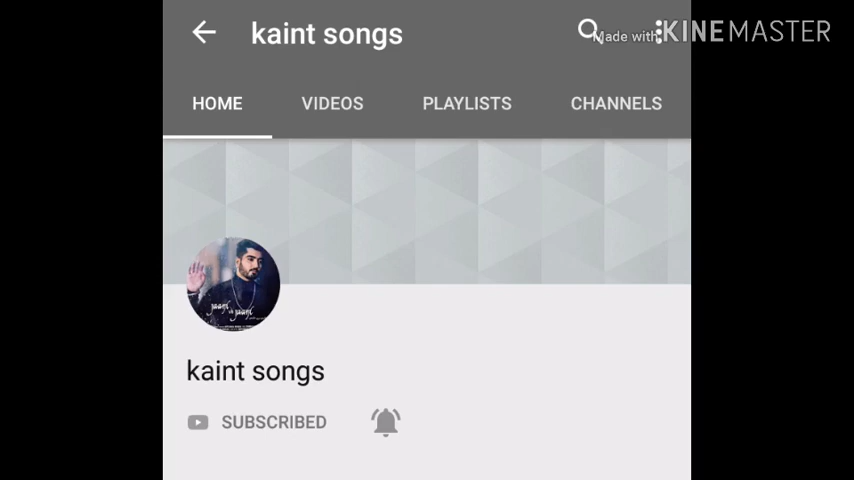 kaint songs
Made with KINEMASTER
HOME VIDEOS PLAYLISTS CHANNELS
kaint songs
SUBSCRIBED